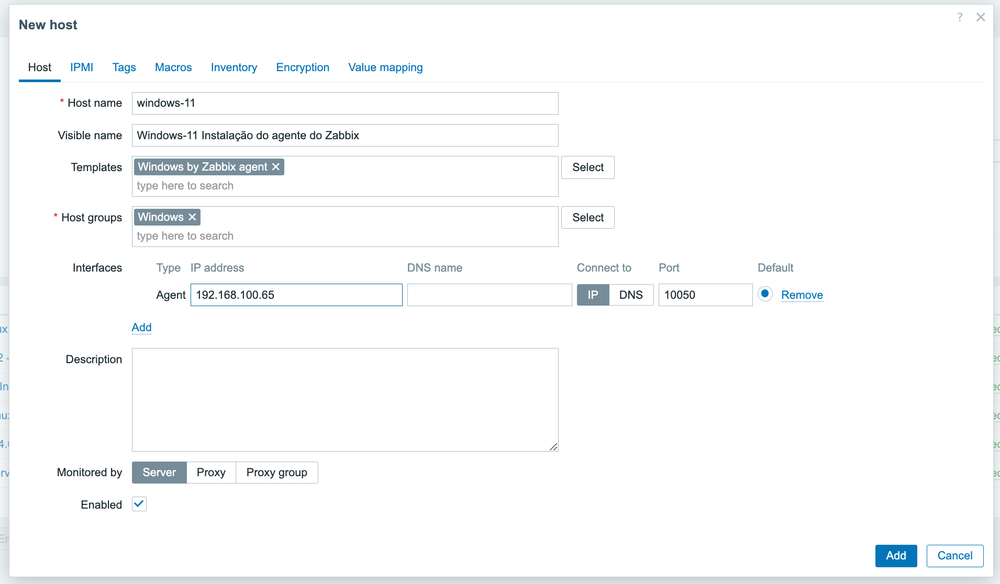 New host
?
Host IPMI Tags Macros Inventory Encryption Value mapping
* Host name windows-11
Visible name Windows-11 Instalação do agente do Zabbix
Templates Windows by Zabbix agent Select
type here to search
* Host groups Windows Select
type here to search
Interfaces Type IP address DNS name Connect to Port Default
Agent 192.168.100.65 IP DNS 10050 Remove
Add
Description
Monitored by Server Proxy Proxy group
Enabled
Add Cancel